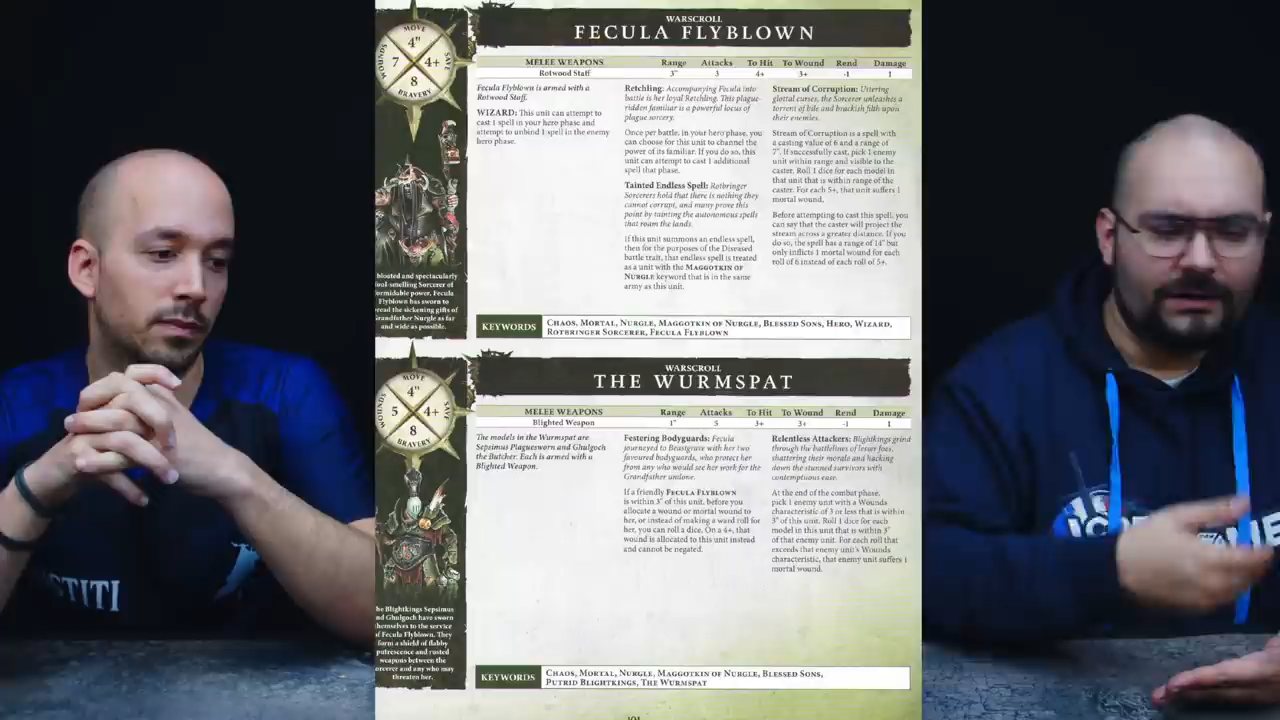 WARSCROLL
FECULA FLYBLOWN
MOVE
4"
WOUNDS
7
4+
SAVE
8
BRAVERY
MELEE WEAPONS Range Attacks To Hit To Wound Rend Damage
Rotwood Staff 3" 3 4+ 3+ -1 1
Fecula Flyblown is armed with a
Rotwood Staff.
WIZARD: This unit can attempt to
cast 1 spell in your hero phase and
attempt to unbind 1 spell in the enemy
hero phase.
Retchling: Accompanying Fecula into
battle is her loyal Retchling. This plague-
ridden familiar is a powerful locus of
plague sorcery.
Once per battle, in your hero phase, you
can choose for this unit to channel the
power of its familiar. If you do so, this
unit can attempt to cast 1 additional
spell that phase.
Tainted Endless Spell: Rotbringer
Sorcerers hold that there is nothing they
cannot corrupt, and many prove this
point by tainting the autonomous spells
that roam the lands.
If this unit summons an endless spell,
then for the purposes of the Diseased
battle trait, that endless spell is treated
as a unit with the MAGGOTKIN OF
NURGLE keyword that is in the same
army as this unit.
Stream of Corruption: Uttering
glottal curses, the Sorcerer unleashes a
torrent of bile and brackish filth upon
their enemies.
Stream of Corruption is a spell with
a casting value of 6 and a range of
7". If successfully cast, pick 1 enemy
unit within range and visible to the
caster. Roll 1 dice for each model in
that unit that is within range of the
caster. For each 5+, that unit suffers 1
mortal wound.
Before attempting to cast this spell, you
can say that the caster will project the
stream across a greater distance. If you
do so, the spell has a range of 14" but
only inflicts 1 mortal wound for each
roll of 6 instead of each roll of 5+.
bloated and spectacularly
oul-smelling Sorcerer of
ormidable power, Fecula
Flyblown has sworn to
read the sickening gifts of
Grandfather Nurgle as far
and wide as possible.
KEYWORDS
CHAOS, MORTAL, NURGLE, MAGGOTKIN OF NURGLE, BLESSED SONS, HERO, WIZARD,
ROTBRINGER SORCERER, FECULA FLYBLOWN
WARSCROLL
THE WURMSPAT
MOVE
4"
WOUNDS
5
4+
SAVE
8
BRAVERY
MELEE WEAPONS Range Attacks To Hit To Wound Rend Damage
Blighted Weapon 1" 5 3+ 3+ -1 1
The models in the Wurmspat are
Sepsimus Plaguesworn and Ghulgoch
the Butcher. Each is armed with a
Blighted Weapon.
Festering Bodyguards: Fecula
journeyed to Beastgrave with her two
favoured bodyguards, who protect her
from any who would see her work for the
Grandfather undone.
If a friendly FECULA FLYBLOWN
is within 3" of this unit, before you
allocate a wound or mortal wound to
her, or instead of making a ward roll for
her, you can roll a dice. On a 4+, that
wound is allocated to this unit instead
and cannot be negated.
Relentless Attackers: Blightkings grind
through the battlelines of lesser foes,
shattering their morale and hacking
down the stunned survivors with
contemptuous ease.
At the end of the combat phase,
pick 1 enemy unit with a Wounds
characteristic of 3 or less that is within
3" of this unit. Roll 1 dice for each
model in this unit that is within 3"
of that enemy unit. For each roll that
exceeds that enemy unit's Wounds
characteristic, that enemy unit suffers 1
mortal wound.
he Blightkings Sepsimus
nd Ghulgoch have sworn
hemselves to the service
of Fecula Flyblown. They
form a shield of flabby
putrescence and rusted
weapons between the
orcerer and any who may
threaten her.
KEYWORDS
CHAOS, MORTAL, NURGLE, MAGGOTKIN OF NURGLE, BLESSED SONS,
PUTRID BLIGHTKINGS, THE WURMSPAT